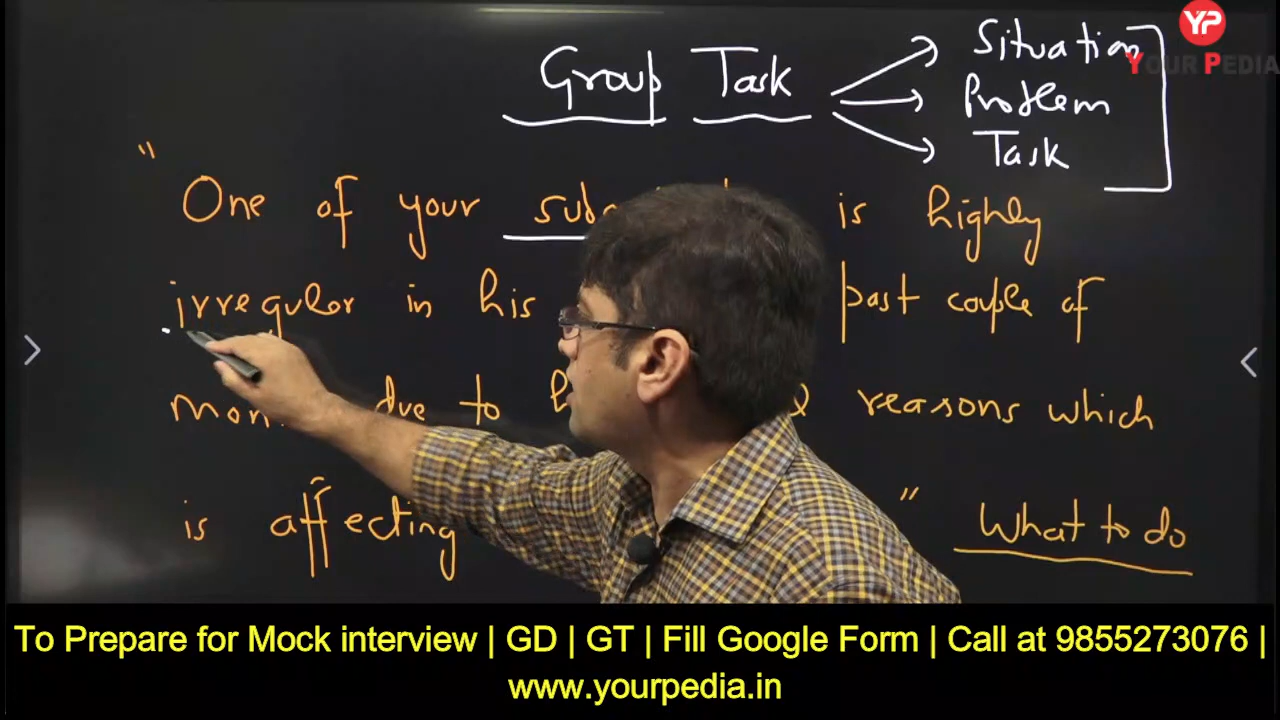 YP
YOUR PEDIA
Group Task
Situation
Problem
Task
" One of your is highly
irregular in his past couple of
due to reasons which
is affecting " What to do
To Prepare for Mock interview | GD | GT | Fill Google Form | Call at 9855273076 |
www.yourpedia.in